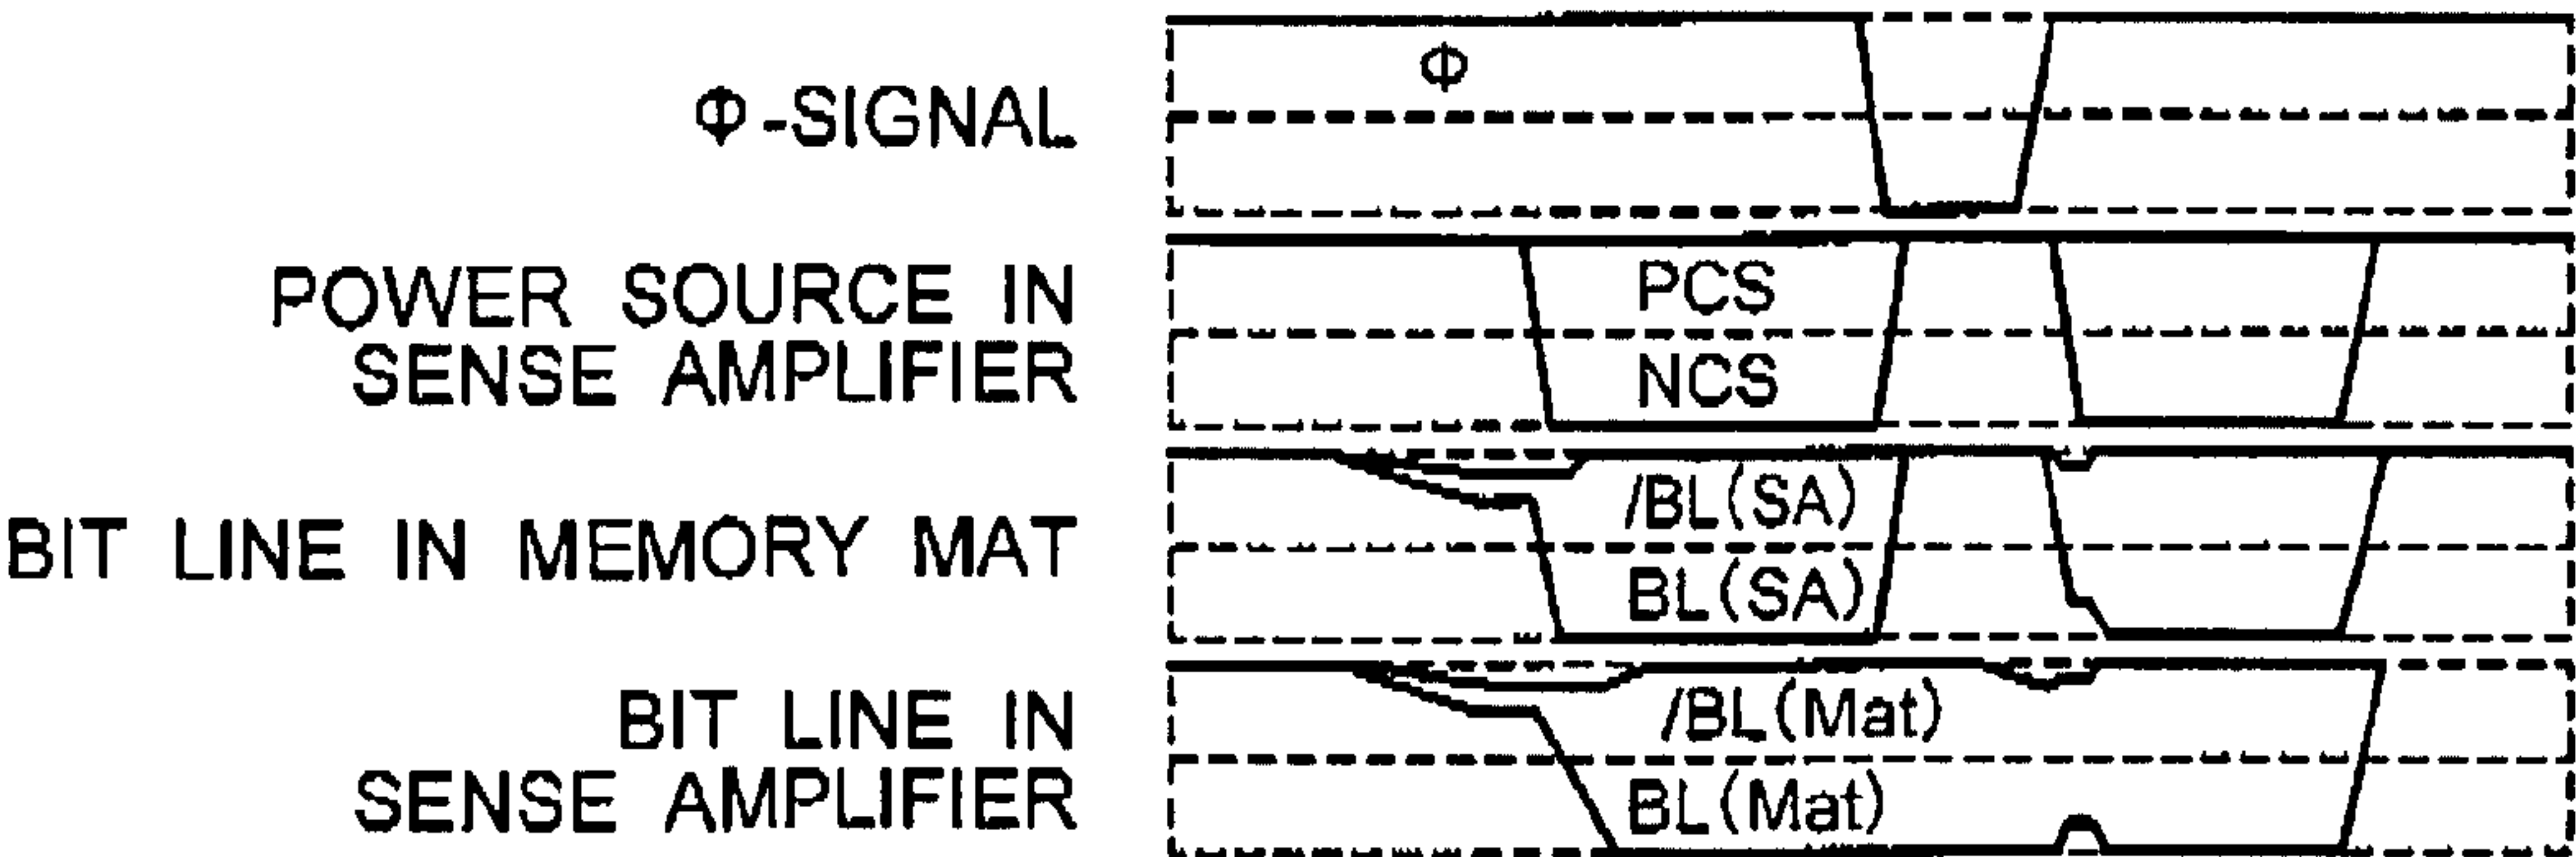 Φ-SIGNAL
Φ
POWER SOURCE IN
SENSE AMPLIFIER
PCS
NCS
BIT LINE IN MEMORY MAT
/BL(SA)
BL(SA)
BIT LINE IN
SENSE AMPLIFIER
/BL(Mat)
BL(Mat)